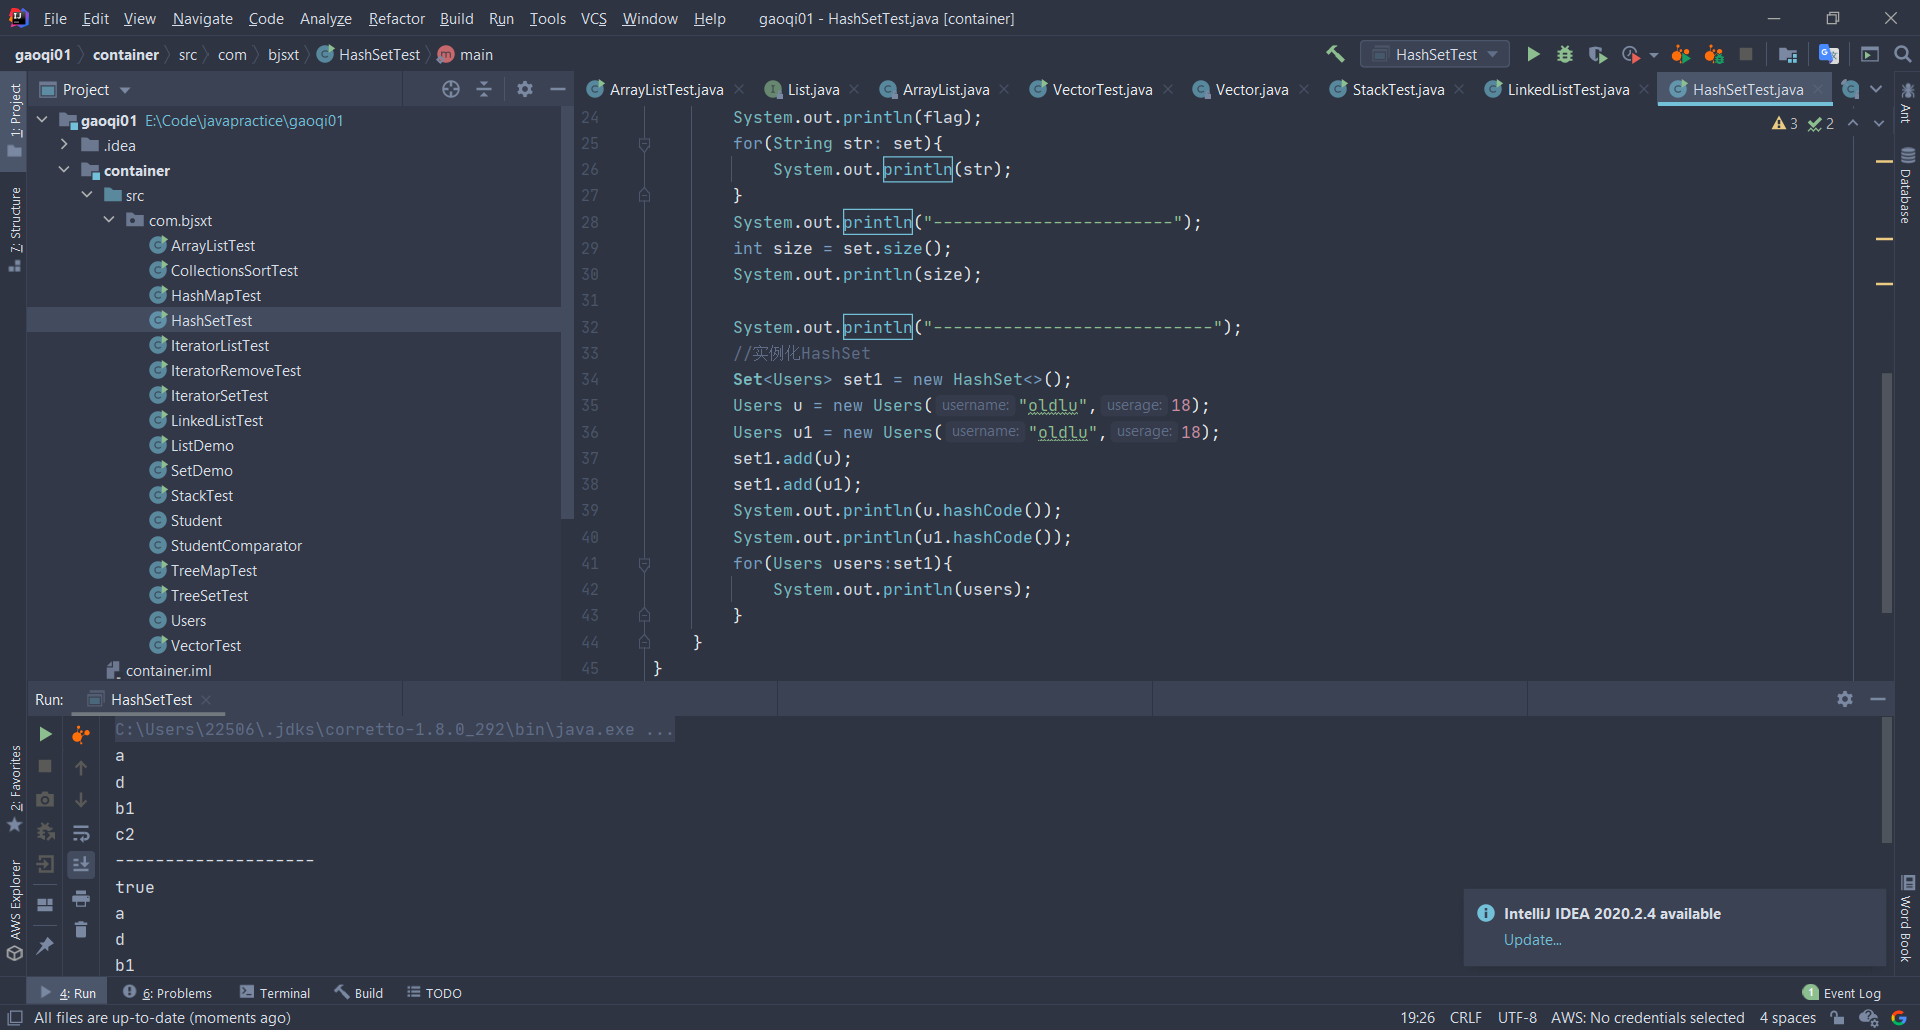 File Edit View Navigate Code Analyze Refactor Build Run Tools VCS Window Help gaoqi01 - HashSetTest.java [container]
gaoqi01 container src com bjsxt HashSetTest main HashSetTest
Project
ArrayListTest.java List.java ArrayList.java VectorTest.java Vector.java StackTest.java LinkedListTest.java HashSetTest.java
1: Project
7: Structure
2: Favorites
AWS Explorer
gaoqi01 E:\Code\javapractice\gaoqi01
.idea
container
src
com.bjsxt
ArrayListTest
CollectionsSortTest
HashMapTest
HashSetTest
IteratorListTest
IteratorRemoveTest
IteratorSetTest
LinkedListTest
ListDemo
SetDemo
StackTest
Student
StudentComparator
TreeMapTest
TreeSetTest
Users
VectorTest
container.iml
3 2
24 System.out.println(flag);
25 for(String str: set){
26 System.out.println(str);
27 }
28 System.out.println("------------------------");
29 int size = set.size();
30 System.out.println(size);
31
32 System.out.println("----------------------------");
33 //实例化HashSet
34 Set<Users> set1 = new HashSet<>();
35 Users u = new Users( username: "oldlu", userage: 18);
36 Users u1 = new Users( username: "oldlu", userage: 18);
37 set1.add(u);
38 set1.add(u1);
39 System.out.println(u.hashCode());
40 System.out.println(u1.hashCode());
41 for(Users users:set1){
42 System.out.println(users);
43 }
44 }
45 }
Ant
Database
Word Book
Run: HashSetTest
C:\Users\22506\.jdks\corretto-1.8.0_292\bin\java.exe ...
a
d
b1
c2
--------------------
true
a
d
b1
IntelliJ IDEA 2020.2.4 available
Update...
4: Run 6: Problems Terminal Build TODO 1 Event Log
All files are up-to-date (moments ago) 19:26 CRLF UTF-8 AWS: No credentials selected 4 spaces